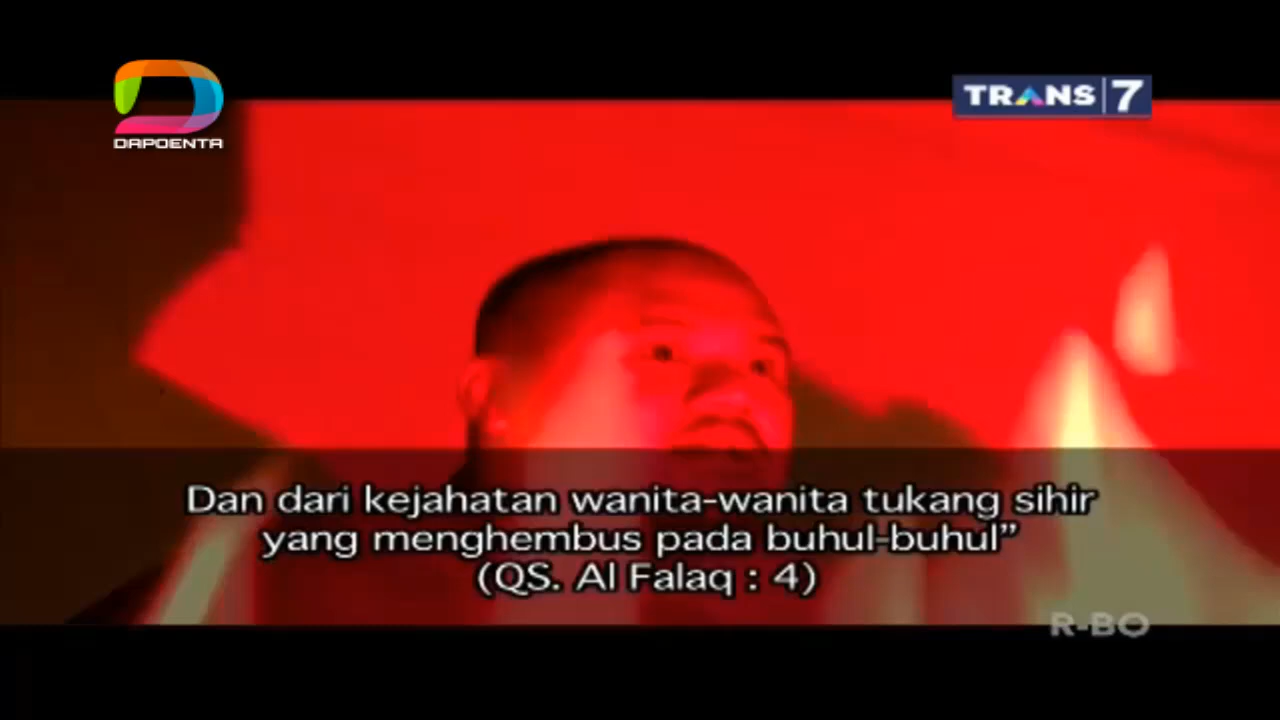 DAPOENTA
TRANS|7
Dan dari kejahatan wanita-wanita tukang sihir
yang menghembus pada buhul-buhul”
(QS. Al Falaq : 4)
R-BO